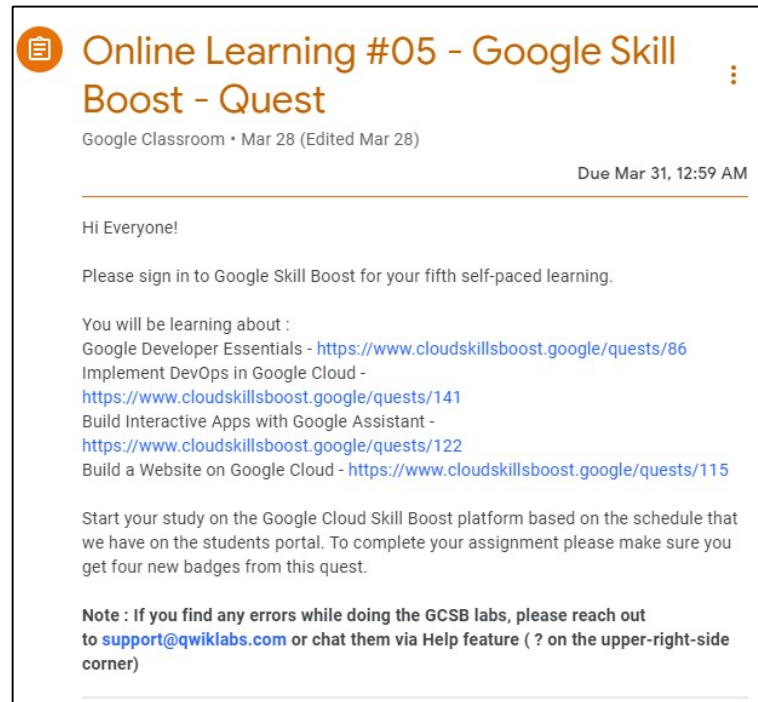 Online Learning #05 - Google Skill
Boost - Quest
Google Classroom • Mar 28 (Edited Mar 28)
Due Mar 31, 12:59 AM
Hi Everyone!
Please sign in to Google Skill Boost for your fifth self-paced learning.
You will be learning about :
Google Developer Essentials - https://www.cloudskillsboost.google/quests/86
Implement DevOps in Google Cloud -
https://www.cloudskillsboost.google/quests/141
Build Interactive Apps with Google Assistant -
https://www.cloudskillsboost.google/quests/122
Build a Website on Google Cloud - https://www.cloudskillsboost.google/quests/115
Start your study on the Google Cloud Skill Boost platform based on the schedule that
we have on the students portal. To complete your assignment please make sure you
get four new badges from this quest.
Note : If you find any errors while doing the GCSB labs, please reach out
to support@qwiklabs.com or chat them via Help feature ( ? on the upper-right-side
corner)